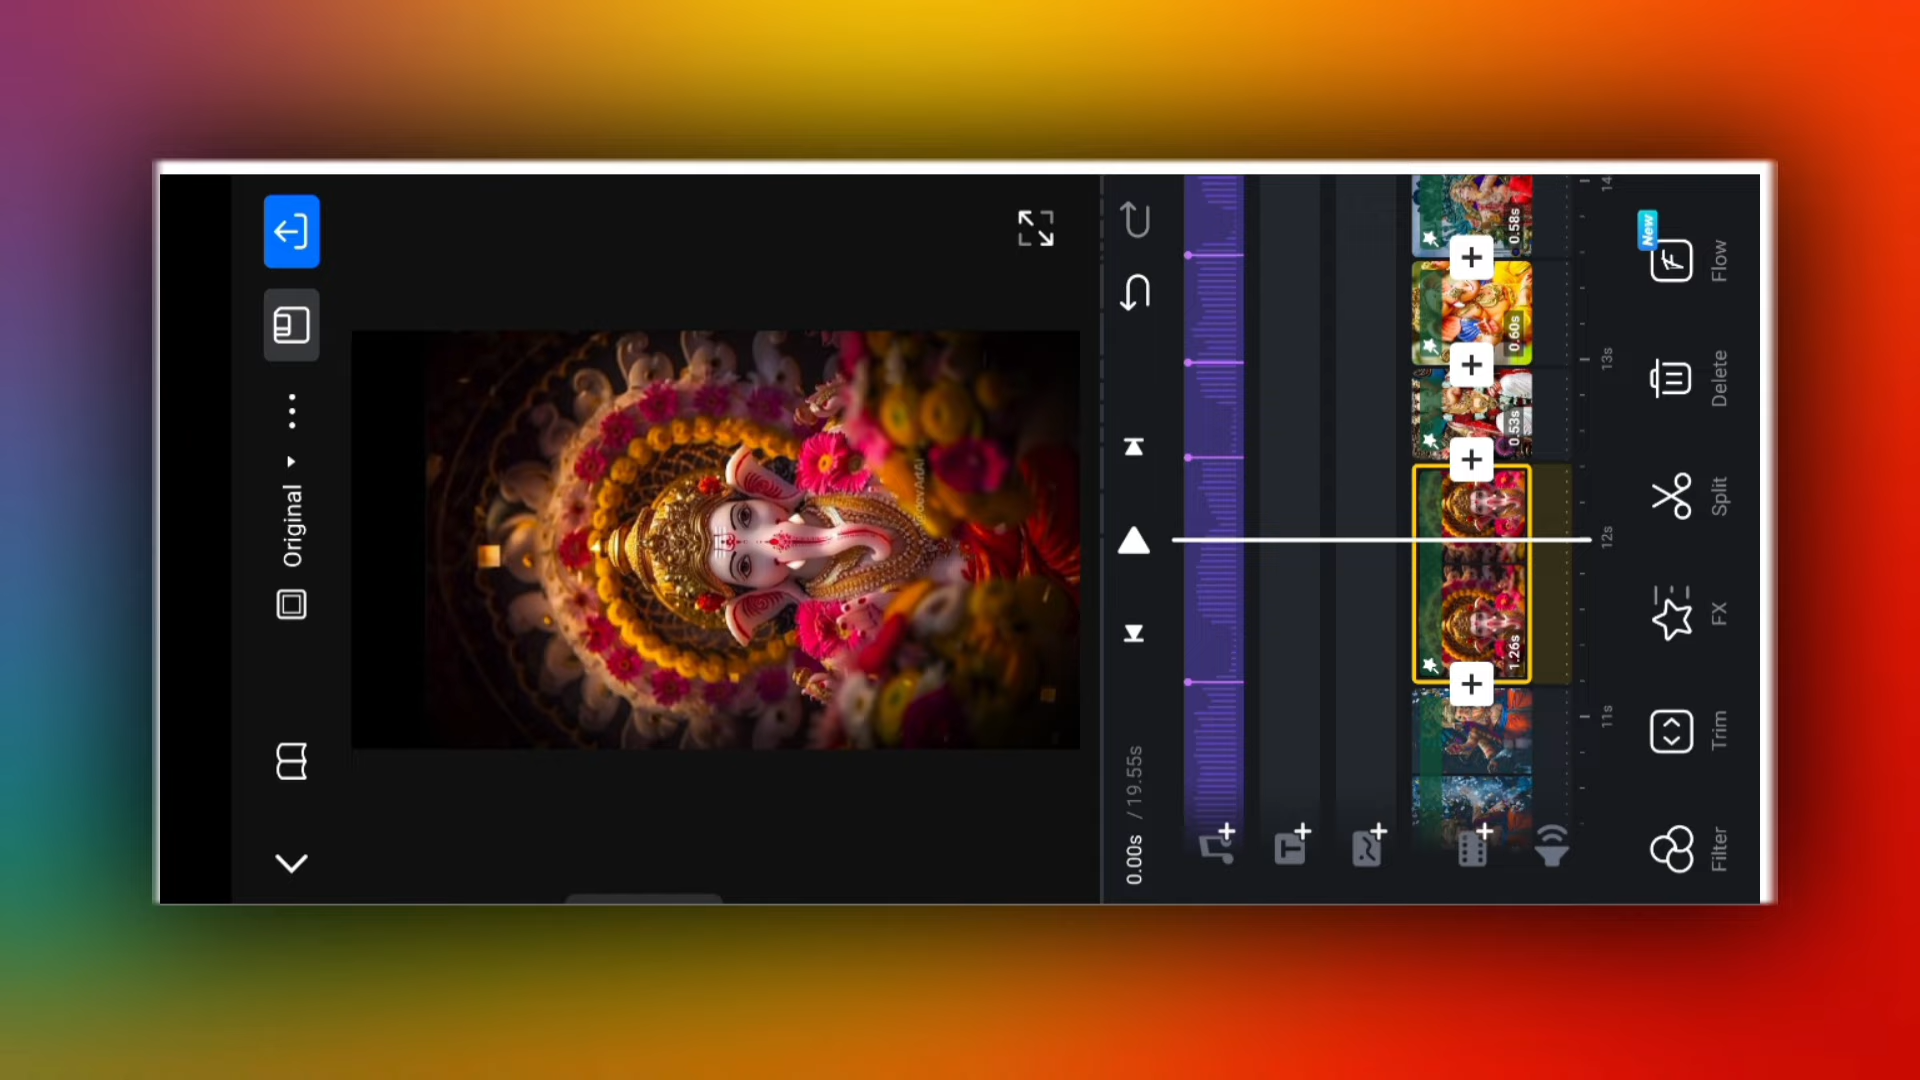 Original
0.00s / 19.55s
1.26s
0.53s
0.60s
0.58s
11s
12s
13s
14
Filter
Trim
FX
Split
Delete
Flow
New